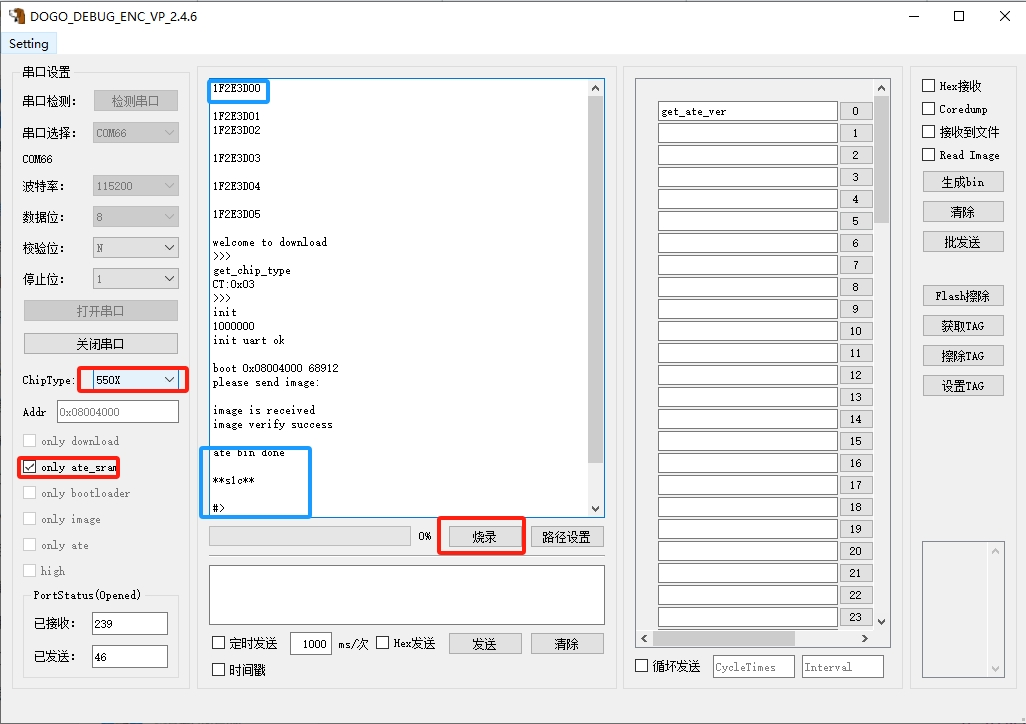 DOGO_DEBUG_ENC_VP_2.4.6
Setting
串口设置
串口检测:
检测串口
串口选择:
COM66
COM66
波特率:
115200
数据位:
8
校验位:
N
停止位:
1
打开串口
关闭串口
ChipType:
550X
Addr
0x08004000
only download
only ate_sram
only bootloader
only image
only ate
high
PortStatus(Opened)
已接收:
239
已发送:
46
1F2E3D00
1F2E3D01
1F2E3D02
1F2E3D03
1F2E3D04
1F2E3D05
welcome to download
>>>
get_chip_type
CT:0x03
>>>
init
1000000
init uart ok
boot 0x08004000 68912
please send image:
image is received
image verify success
ate bin done
**slc**
#>
0%
烧录
路径设置
定时发送
1000
ms/次
Hex发送
发送
清除
时间戳
get_ate_ver
0
1
2
3
4
5
6
7
8
9
10
11
12
13
14
15
16
17
18
19
20
21
22
23
循环发送
CycleTimes
Interval
Hex接收
Coredump
接收到文件
Read Image
生成bin
清除
批发送
Flash擦除
获取TAG
擦除TAG
设置TAG